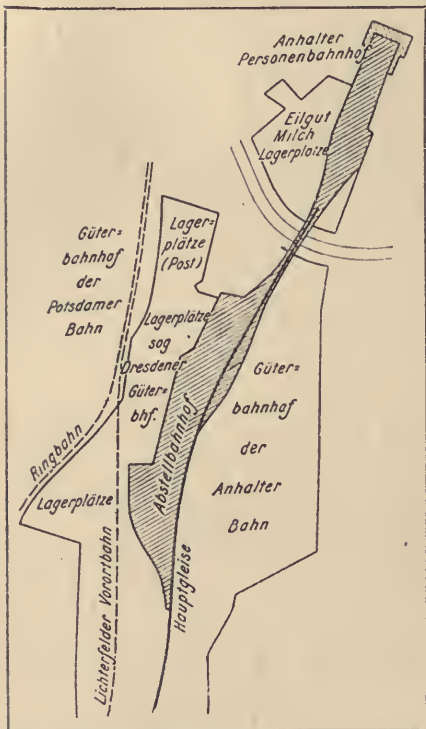 Anhalter
Personenbahnhof
Eilgut
Milch
Lagerplätze
Lager=
plätze
(Post)
Güter=
bahnhof
der
Potsdamer
Bahn
Lagerplätze
sog
Dresdener
Güter=
bhf.
Güter=
bahnhof
der
Anhalter
Bahn
Abstellbahnhof
Ringbahn
Lagerplätze
Hauptgleise
Lichterfelder Vorortbahn